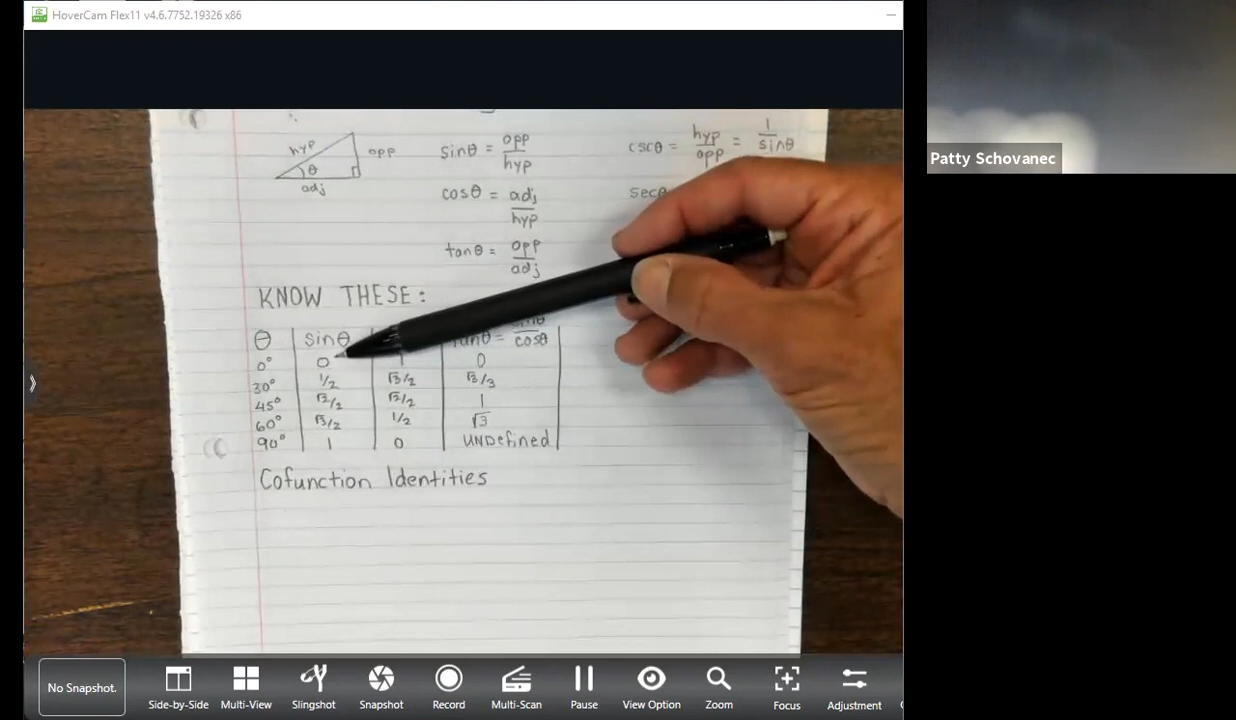 HoverCam Flex11 v4.6.7752.19326 x86
Patty Schovanec
hyp opp θ adj
sinθ = opp/hyp
cscθ = hyp/opp = 1/sinθ
cosθ = adj/hyp
secθ
tanθ = opp/adj
KNOW THESE:
θ sinθ tanθ = sinθ/cosθ
0° 0 1 0
30° 1/2 √3/2 √3/3
45° √2/2 √2/2 1
60° √3/2 1/2 √3
90° 1 0 UNDefined
Cofunction Identities
No Snapshot.
Side-by-Side Multi-View Slingshot Snapshot Record Multi-Scan Pause View Option Zoom Focus Adjustment